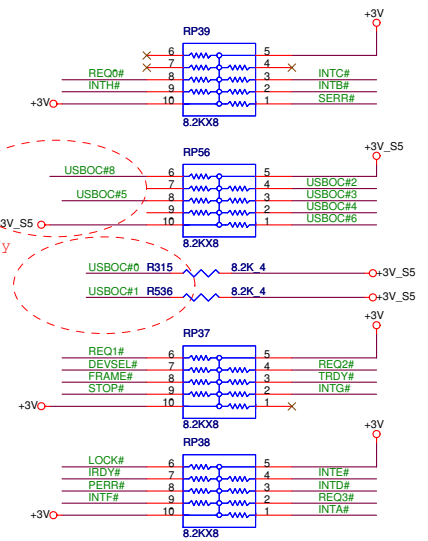 +3V
RP39
6 5
7 4
REQ0# 8 3 INTC#
INTH# 9 2 INTB#
+3V 10 1 SERR#
8.2KX8
+3V_S5
RP56
USBOC#8 6 5
7 4 USBOC#2
USBOC#5 8 3 USBOC#3
9 2 USBOC#4
3V_S5 10 1 USBOC#6
8.2KX8
y
USBOC#0 R315 8.2K_4 +3V_S5
USBOC#1 R536 8.2K_4 +3V_S5
+3V
RP37
REQ1# 6 5
DEVSEL# 7 4 REQ2#
FRAME# 8 3 TRDY#
STOP# 9 2 INTG#
+3V 10 1
8.2KX8
+3V
RP38
LOCK# 6 5
IRDY# 7 4 INTE#
PERR# 8 3 INTD#
INTF# 9 2 REQ3#
+3V 10 1 INTA#
8.2KX8